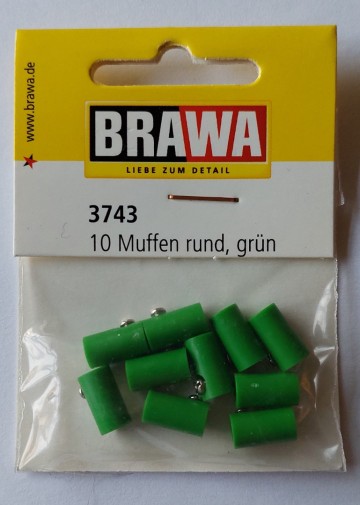 www.brawa.de
BRAWA
LIEBE ZUM DETAIL
3743
10 Muffen rund, grün